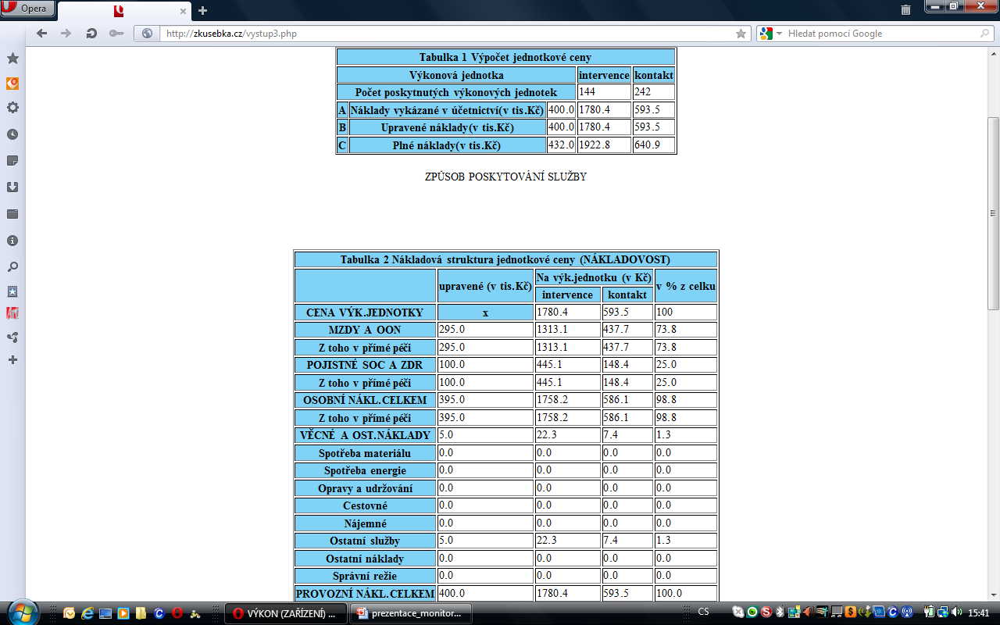 Opera
http://zkusebka.cz/vystup3.php
Hledat pomocí Google
Tabulka 1 Výpočet jednotkové ceny
Výkonová jednotka intervence kontakt
Počet poskytnutých výkonových jednotek 144 242
A Náklady vykázané v účetnictví(v tis.Kč) 400.0 1780.4 593.5
B Upravené náklady(v tis.Kč) 400.0 1780.4 593.5
C Plné náklady(v tis.Kč) 432.0 1922.8 640.9
ZPŮSOB POSKYTOVÁNÍ SLUŽBY
Tabulka 2 Nákladová struktura jednotkové ceny (NÁKLADOVOST)
upravené (v tis.Kč) Na výk.jednotku (v Kč) v % z celku
intervence kontakt
CENA VÝK.JEDNOTKY x 1780.4 593.5 100
MZDY A OON 295.0 1313.1 437.7 73.8
Z toho v přímé péči 295.0 1313.1 437.7 73.8
POJISTNÉ SOC A ZDR 100.0 445.1 148.4 25.0
Z toho v přímé péči 100.0 445.1 148.4 25.0
OSOBNÍ NÁKL.CELKEM 395.0 1758.2 586.1 98.8
Z toho v přímé péči 395.0 1758.2 586.1 98.8
VĚCNÉ A OST.NÁKLADY 5.0 22.3 7.4 1.3
Spotřeba materiálu 0.0 0.0 0.0 0.0
Spotřeba energie 0.0 0.0 0.0 0.0
Opravy a udržování 0.0 0.0 0.0 0.0
Cestovné 0.0 0.0 0.0 0.0
Nájemné 0.0 0.0 0.0 0.0
Ostatní služby 5.0 22.3 7.4 1.3
Ostatní náklady 0.0 0.0 0.0 0.0
Správní režie 0.0 0.0 0.0 0.0
PROVOZNÍ NÁKL.CELKEM 400.0 1780.4 593.5 100.0
VÝKON (ZAŘÍZENÍ) ... prezentace_monitor... CS 15:41